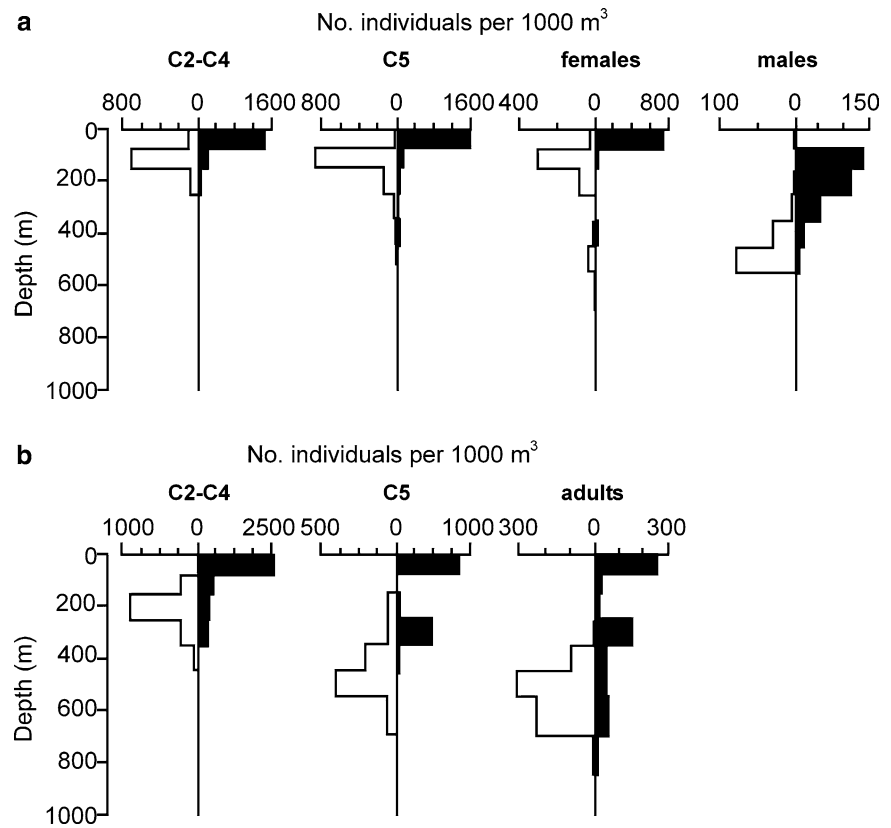 a
No. individuals per 1000 m³
C2-C4 C5 females males
800 0 1600 800 0 1600 400 0 800 100 0 150
0
200
400
600
800
1000
Depth (m)
b
No. individuals per 1000 m³
C2-C4 C5 adults
1000 0 2500 500 0 1000 300 0 300
0
200
400
600
800
1000
Depth (m)